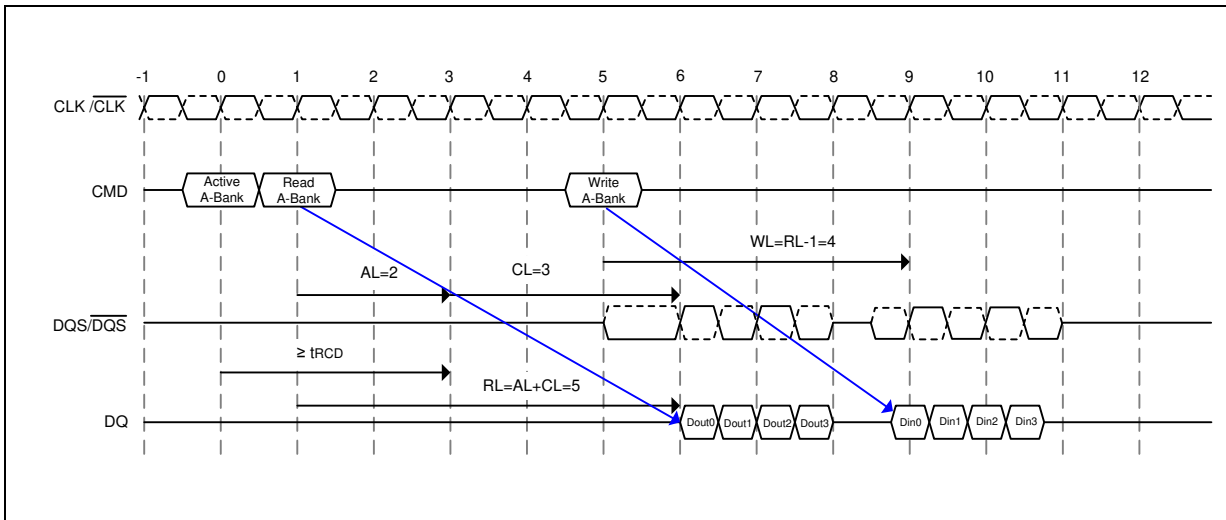 -1 0 1 2 3 4 5 6 7 8 9 10 11 12
CLK /CLK
CMD
Active
A-Bank
Read
A-Bank
Write
A-Bank
WL=RL-1=4
AL=2
CL=3
DQS/DQS
≥ tRCD
RL=AL+CL=5
DQ
Dout0 Dout1 Dout2 Dout3 Din0 Din1 Din2 Din3